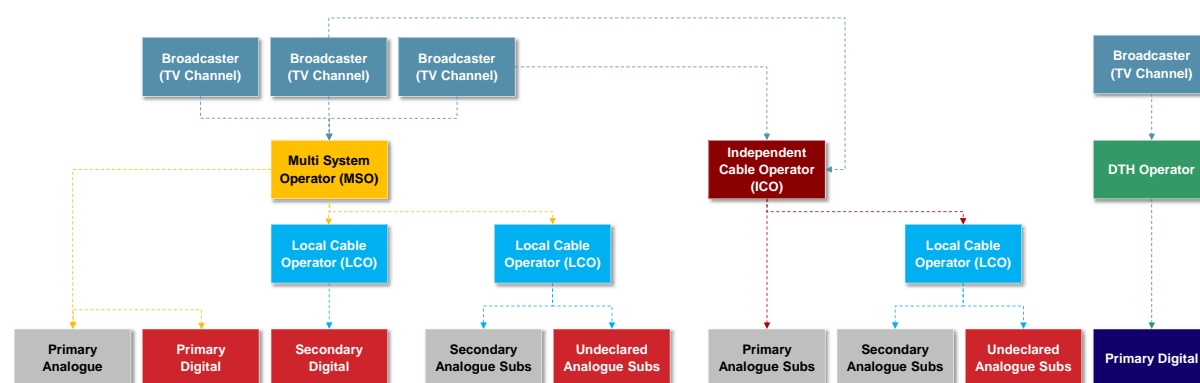 Broadcaster
(TV Channel)
Broadcaster
(TV Channel)
Broadcaster
(TV Channel)
Broadcaster
(TV Channel)
Multi System
Operator (MSO)
Independent
Cable Operator
(ICO)
DTH Operator
Local Cable
Operator (LCO)
Local Cable
Operator (LCO)
Local Cable
Operator (LCO)
Primary
Analogue
Primary
Digital
Secondary
Digital
Secondary
Analogue Subs
Undeclared
Analogue Subs
Primary
Analogue Subs
Secondary
Analogue Subs
Undeclared
Analogue Subs
Primary Digital